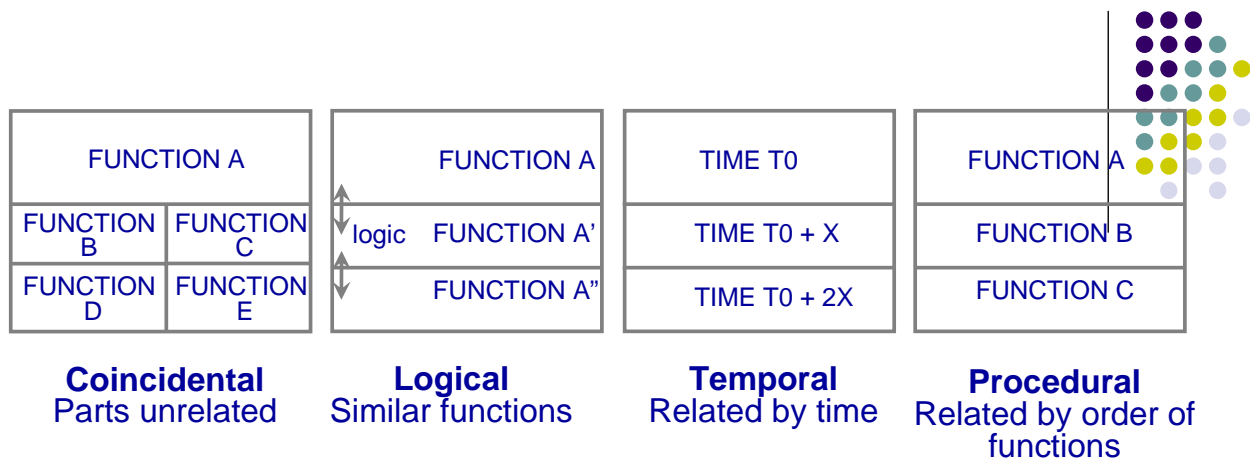 FUNCTION A
FUNCTION B
FUNCTION C
FUNCTION D
FUNCTION E
Coincidental
Parts unrelated
FUNCTION A
logic
FUNCTION A'
FUNCTION A"
Logical
Similar functions
TIME T0
TIME T0 + X
TIME T0 + 2X
Temporal
Related by time
FUNCTION A
FUNCTION B
FUNCTION C
Procedural
Related by order of
functions